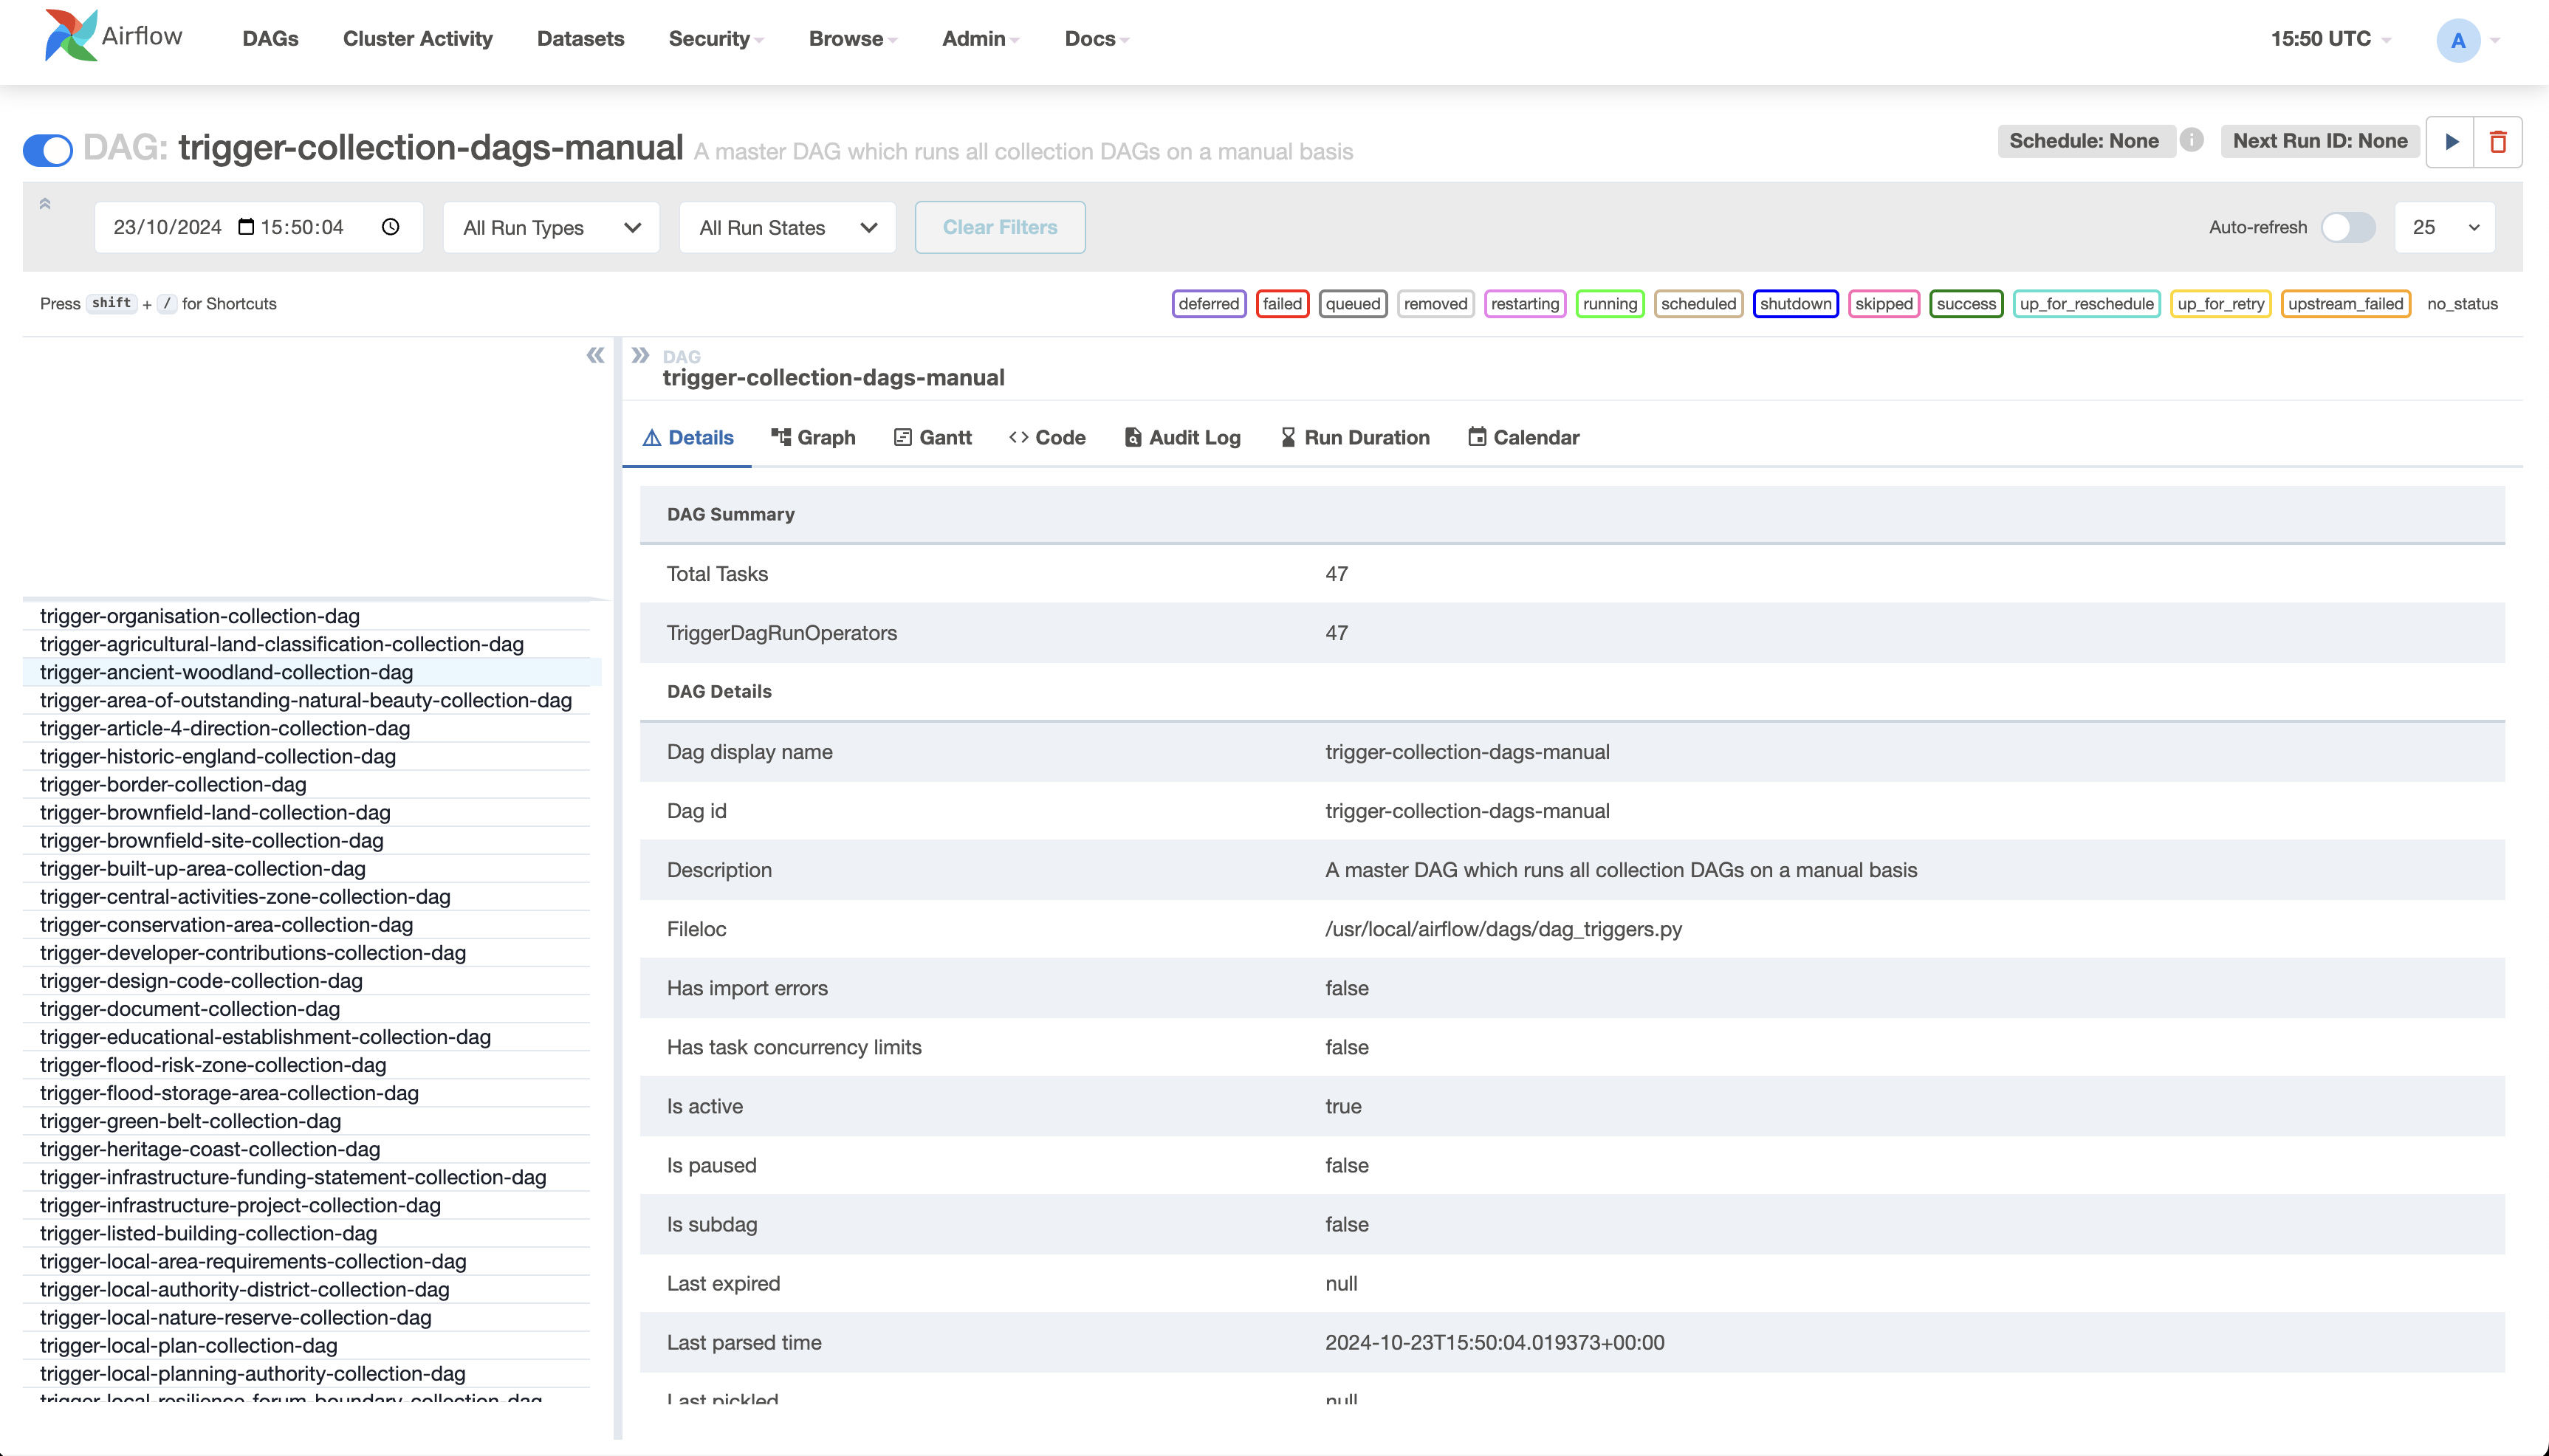 Airflow DAGs Cluster Activity Datasets Security Browse Admin Docs 15:50 UTC A
DAG: trigger-collection-dags-manual A master DAG which runs all collection DAGs on a manual basis Schedule: None i Next Run ID: None
23/10/2024 15:50:04 All Run Types All Run States Clear Filters Auto-refresh 25
Press shift + / for Shortcuts deferred failed queued removed restarting running scheduled shutdown skipped success up_for_reschedule up_for_retry upstream_failed no_status
trigger-organisation-collection-dag
trigger-agricultural-land-classification-collection-dag
trigger-ancient-woodland-collection-dag
trigger-area-of-outstanding-natural-beauty-collection-dag
trigger-article-4-direction-collection-dag
trigger-historic-england-collection-dag
trigger-border-collection-dag
trigger-brownfield-land-collection-dag
trigger-brownfield-site-collection-dag
trigger-built-up-area-collection-dag
trigger-central-activities-zone-collection-dag
trigger-conservation-area-collection-dag
trigger-developer-contributions-collection-dag
trigger-design-code-collection-dag
trigger-document-collection-dag
trigger-educational-establishment-collection-dag
trigger-flood-risk-zone-collection-dag
trigger-flood-storage-area-collection-dag
trigger-green-belt-collection-dag
trigger-heritage-coast-collection-dag
trigger-infrastructure-funding-statement-collection-dag
trigger-infrastructure-project-collection-dag
trigger-listed-building-collection-dag
trigger-local-area-requirements-collection-dag
trigger-local-authority-district-collection-dag
trigger-local-nature-reserve-collection-dag
trigger-local-plan-collection-dag
trigger-local-planning-authority-collection-dag
trigger-local-resilience-forum-boundary-collection-dag
DAG
trigger-collection-dags-manual
Details Graph Gantt Code Audit Log Run Duration Calendar
DAG Summary
Total Tasks 47
TriggerDagRunOperators 47
DAG Details
Dag display name trigger-collection-dags-manual
Dag id trigger-collection-dags-manual
Description A master DAG which runs all collection DAGs on a manual basis
Fileloc /usr/local/airflow/dags/dag_triggers.py
Has import errors false
Has task concurrency limits false
Is active true
Is paused false
Is subdag false
Last expired null
Last parsed time 2024-10-23T15:50:04.019373+00:00
Last pickled null